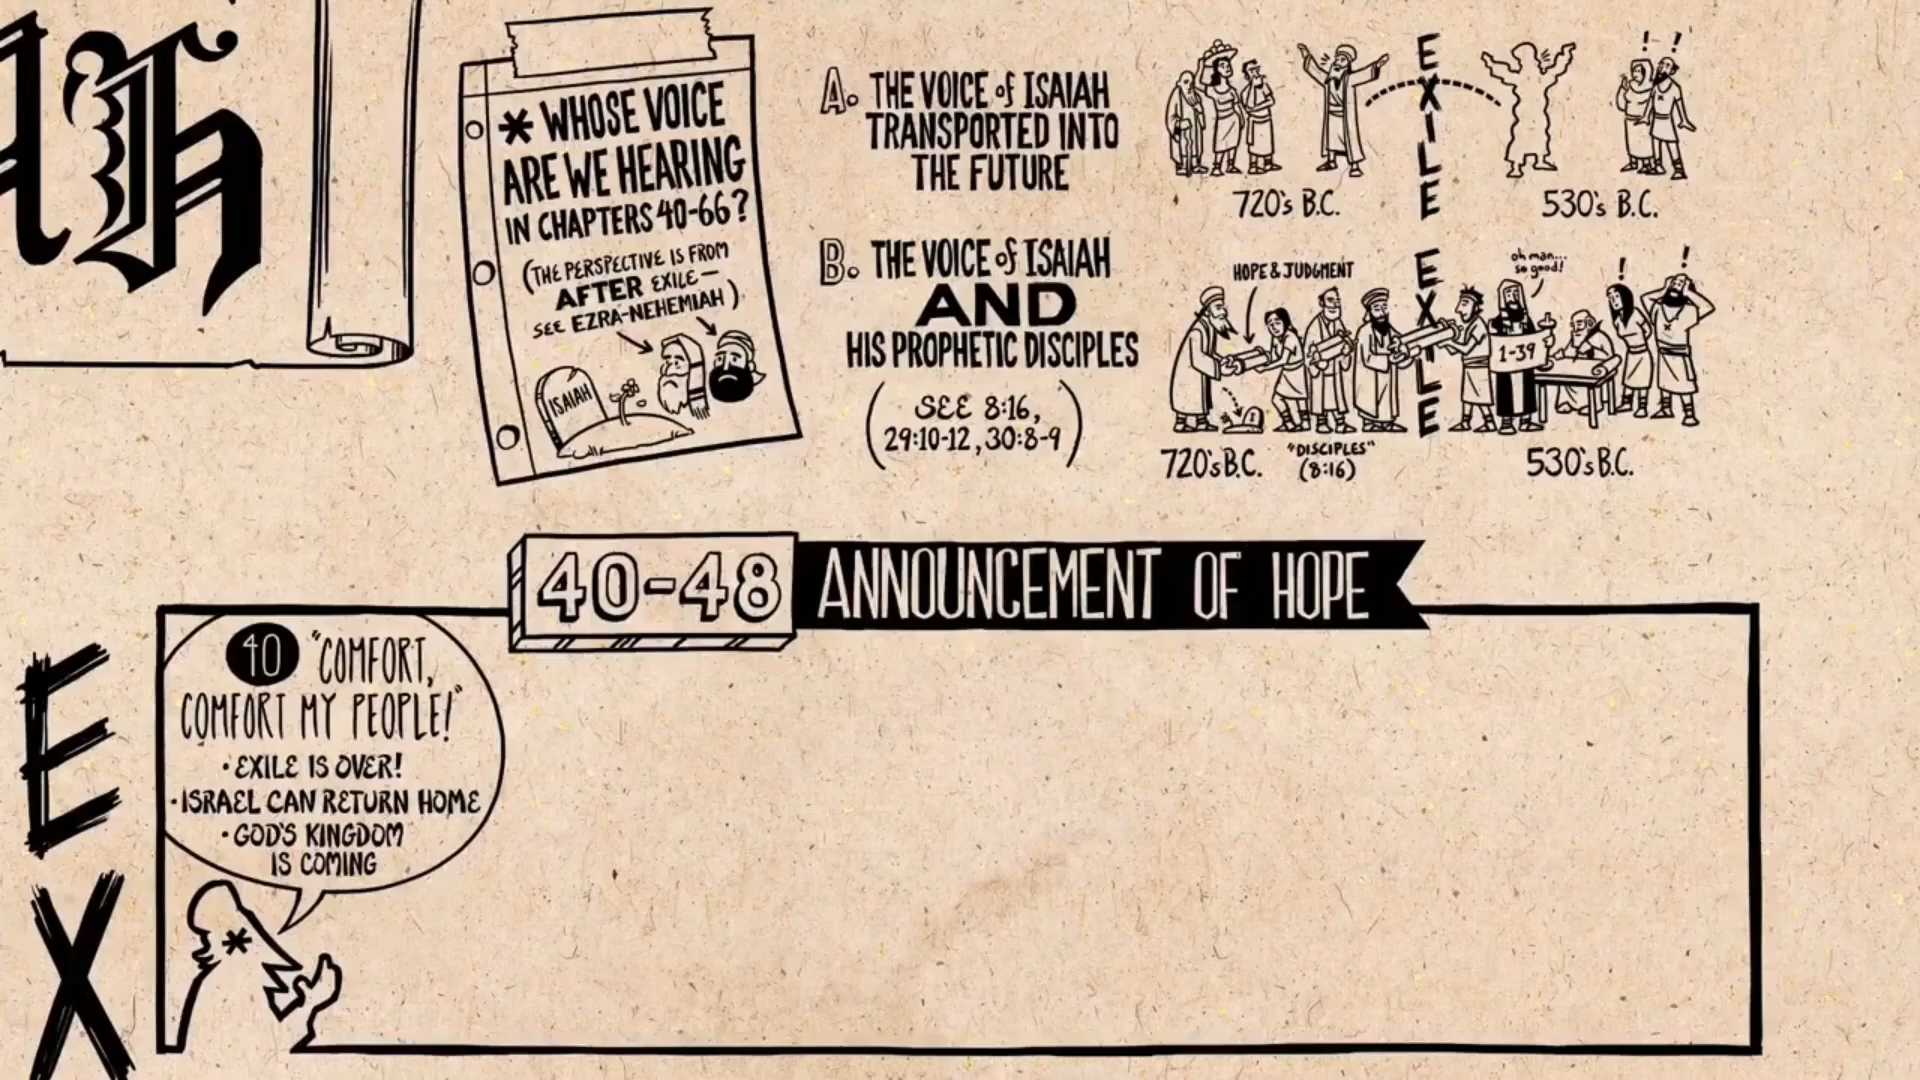 ah
* WHOSE VOICE
ARE WE HEARING
IN CHAPTERS 40-66?
(THE PERSPECTIVE IS FROM
AFTER EXILE—
SEE EZRA-NEHEMIAH)
ISAIAH
A. THE VOICE of ISAIAH
TRANSPORTED INTO
THE FUTURE
720's B.C.
EXILE
530's B.C.
B. THE VOICE of ISAIAH
AND
HIS PROPHETIC DISCIPLES
(SEE 8:16,
29:10-12, 30:8-9)
HOPE & JUDGMENT
EXILE
oh man...
so good!
1-39
720's B.C.
"DISCIPLES"
(8:16)
530's B.C.
40-48 ANNOUNCEMENT OF HOPE
40 "COMFORT,
COMFORT MY PEOPLE!"
• EXILE IS OVER!
• ISRAEL CAN RETURN HOME
• GOD'S KINGDOM
IS COMING
*
E
X